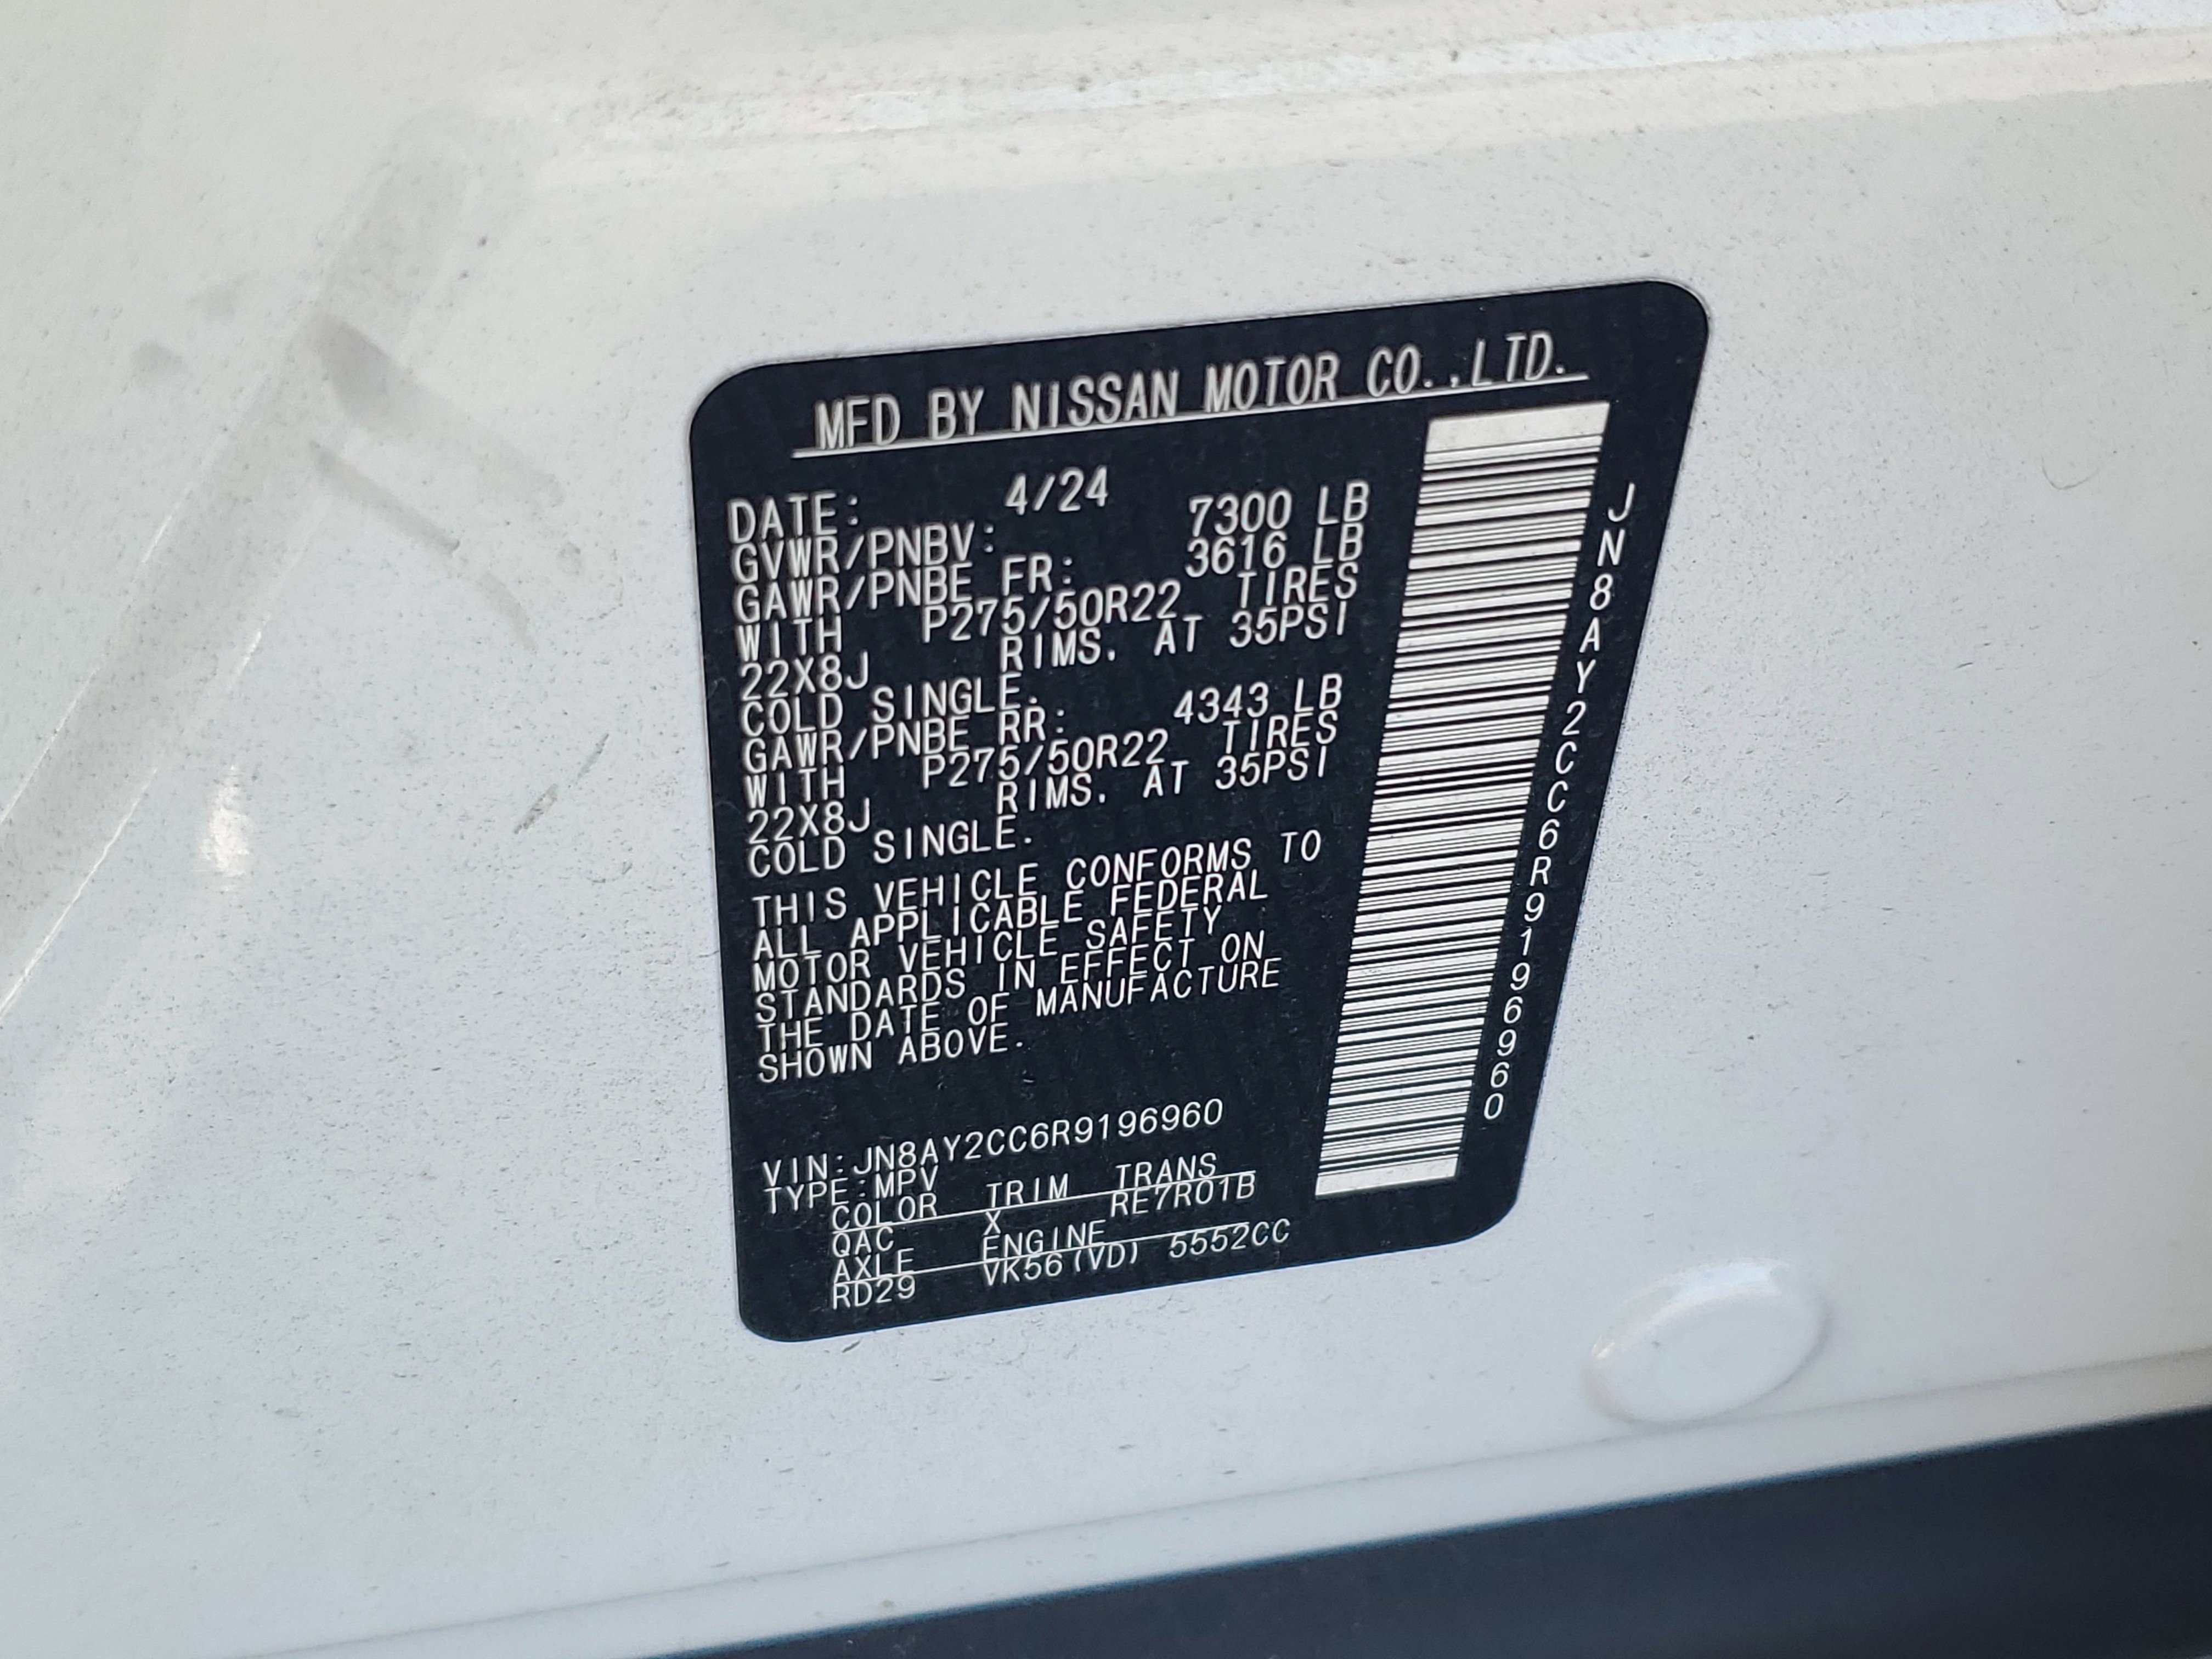 MFD BY NISSAN MOTOR CO.,LTD.
DATE: 4/24
GVWR/PNBV: 7300 LB
GAWR/PNBE FR: 3616 LB
WITH P275/50R22 TIRES
22X8J RIMS. AT 35PSI
COLD SINGLE.
GAWR/PNBE RR: 4343 LB
WITH P275/50R22 TIRES
22X8J RIMS. AT 35PSI
COLD SINGLE.
THIS VEHICLE CONFORMS TO
ALL APPLICABLE FEDERAL
MOTOR VEHICLE SAFETY
STANDARDS IN EFFECT ON
THE DATE OF MANUFACTURE
SHOWN ABOVE.
VIN:JN8AY2CC6R9196960
TYPE:MPV
COLOR TRIM TRANS
QAC X RE7R01B
AXLE ENGINE
RD29 VK56(VD) 5552CC
JN8AY2CC6R9196960